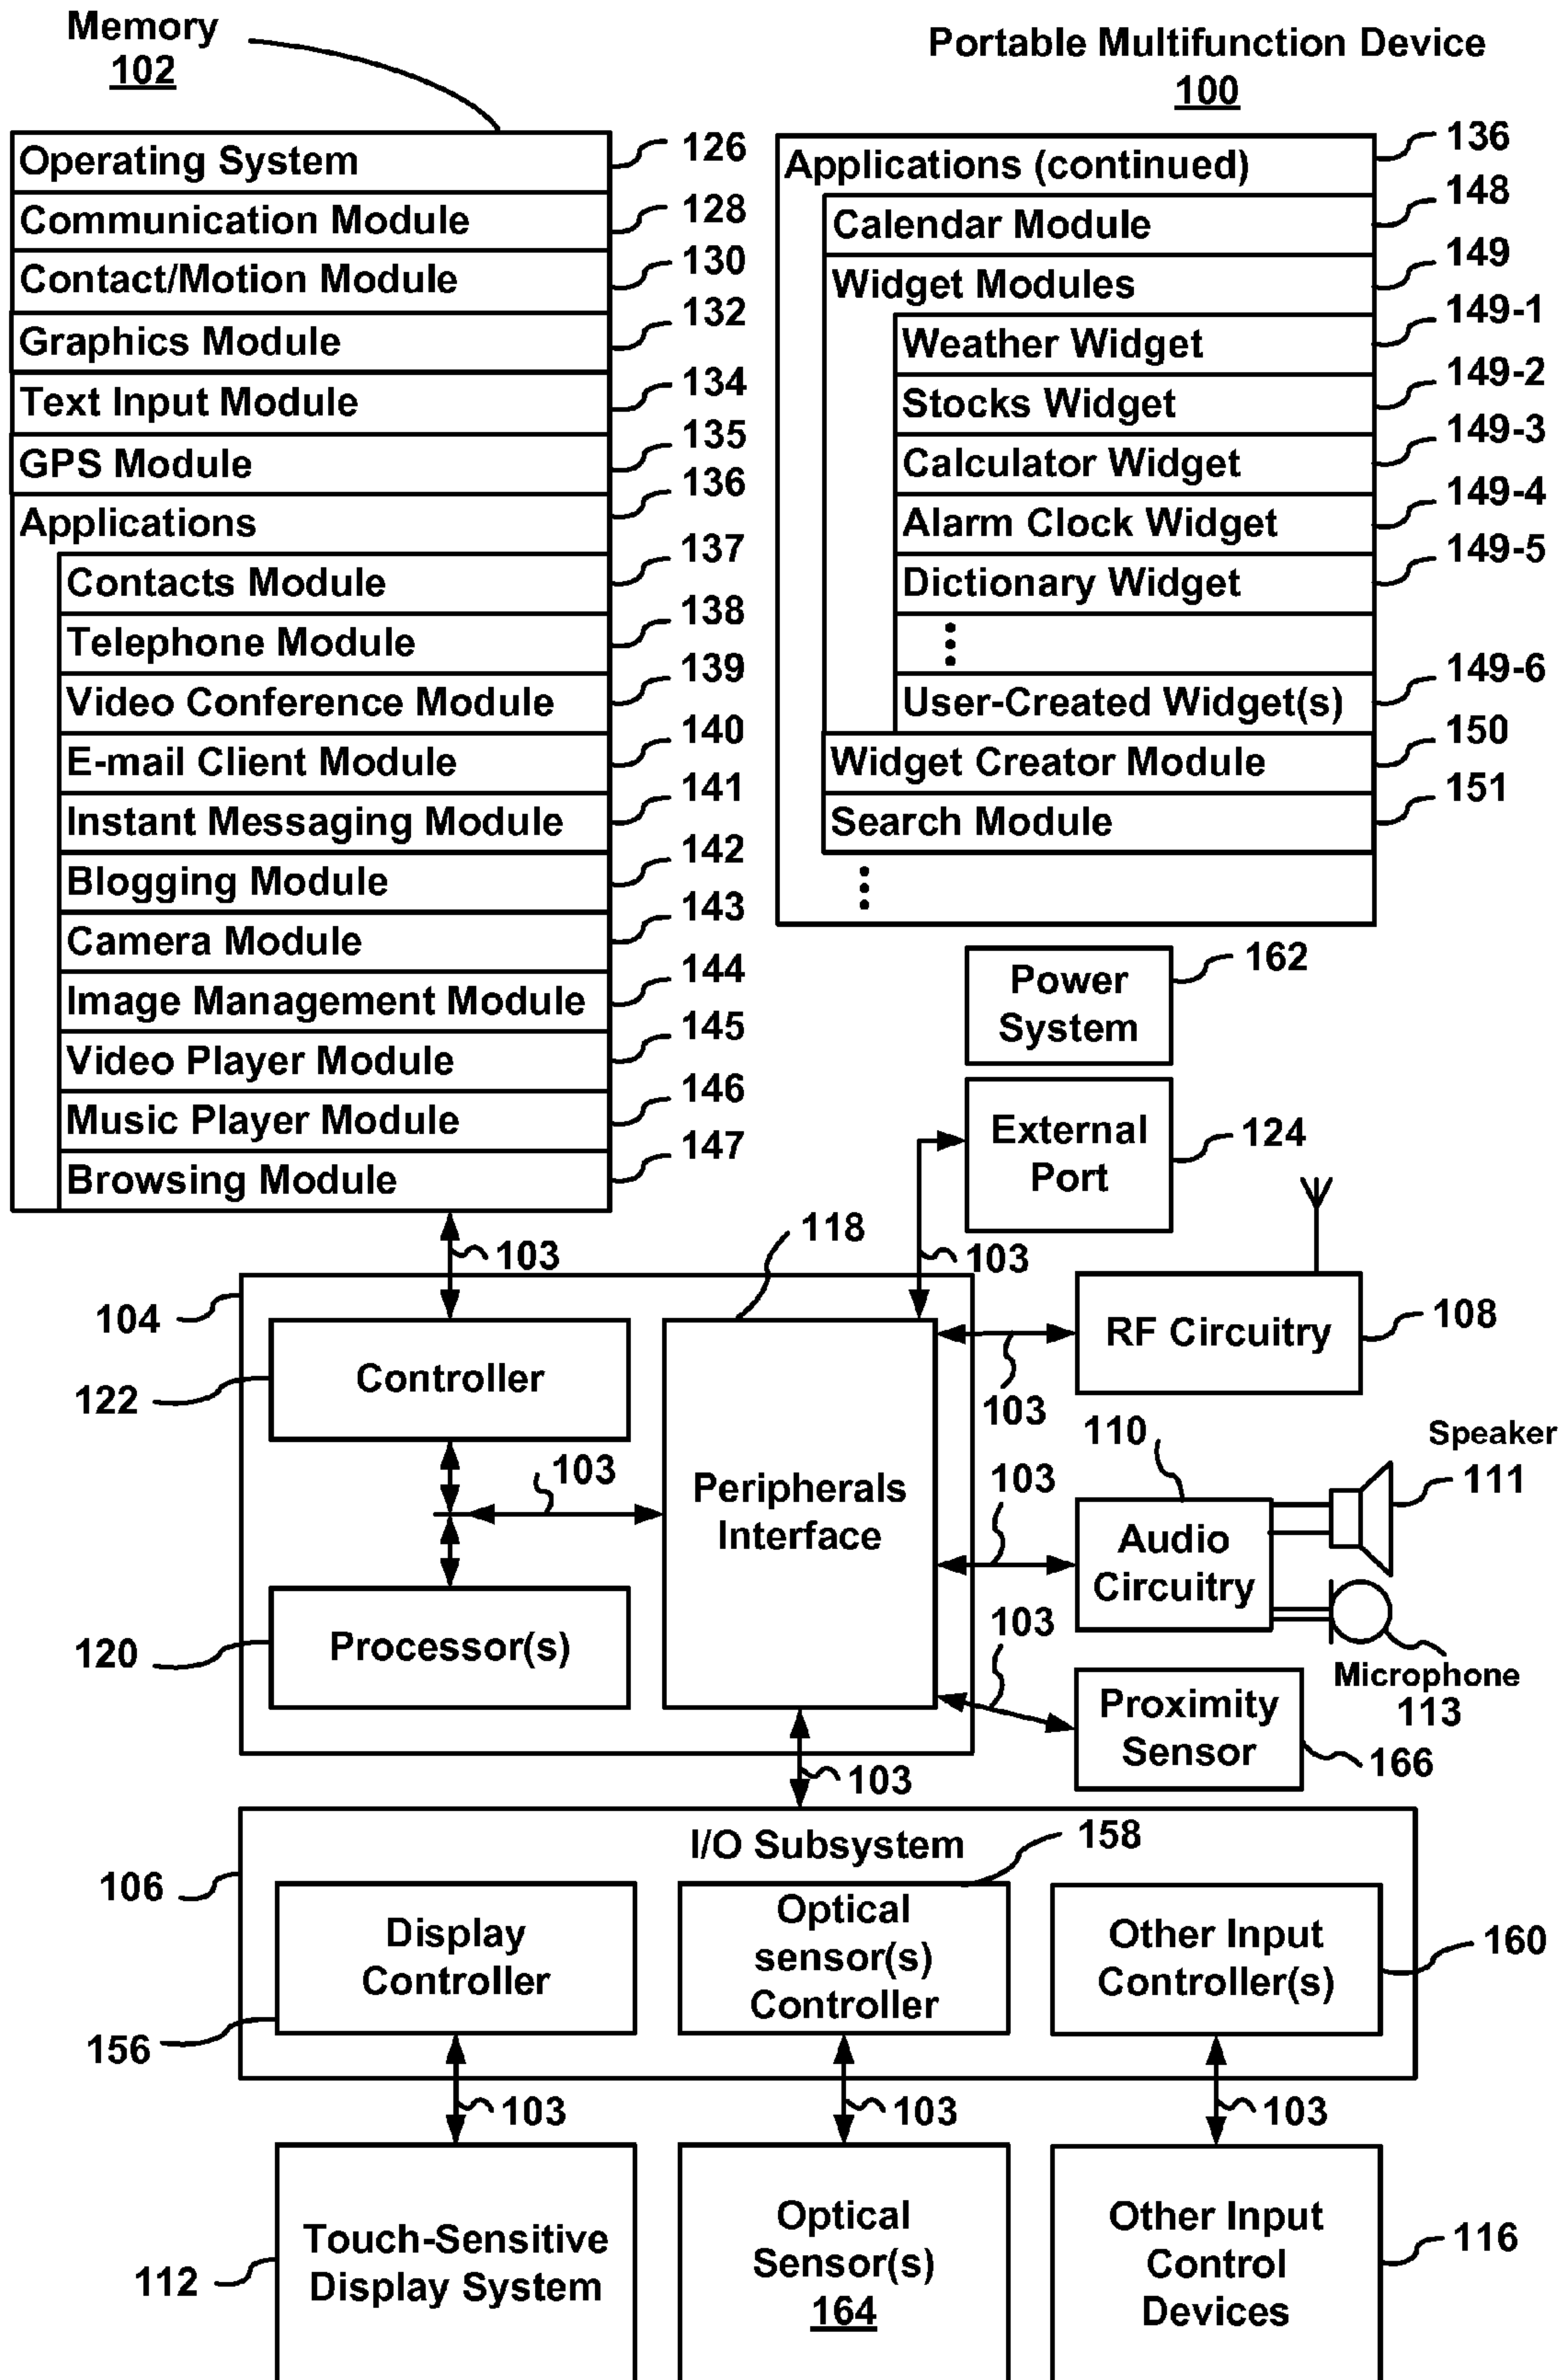 Memory
102
Portable Multifunction Device
100
Operating System
126
Communication Module
128
Contact/Motion Module
130
Graphics Module
132
Text Input Module
134
GPS Module
135
Applications
136
Contacts Module
137
Telephone Module
138
Video Conference Module
139
E-mail Client Module
140
Instant Messaging Module
141
Blogging Module
142
Camera Module
143
Image Management Module
144
Video Player Module
145
Music Player Module
146
Browsing Module
147
Applications (continued)
136
Calendar Module
148
Widget Modules
149
Weather Widget
149-1
Stocks Widget
149-2
Calculator Widget
149-3
Alarm Clock Widget
149-4
Dictionary Widget
149-5
User-Created Widget(s)
149-6
Widget Creator Module
150
Search Module
151
Power
System
162
External
Port
124
103
118
103
104
Controller
122
RF Circuitry
108
103
103
Peripherals
Interface
Processor(s)
120
110
103
Audio
Circuitry
Speaker
111
Microphone
113
103
Proximity
Sensor
166
103
I/O Subsystem
106
158
Display
Controller
156
Optical
sensor(s)
Controller
Other Input
Controller(s)
160
103
103
103
Touch-Sensitive
Display System
112
Optical
Sensor(s)
164
Other Input
Control
Devices
116